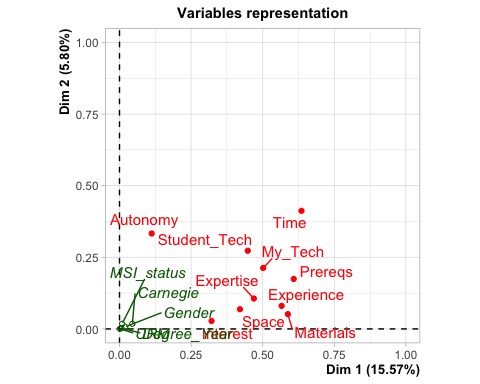 Variables representation
Dim 2 (5.80%)
1.00
0.75
0.50
0.25
0.00
Autonomy
Time
Student_Tech
My_Tech
MSI_status
Prereqs
Expertise
Carnegie
Experience
Gender
Space
Degree_Year
Interest
Materials
0.00
0.25
0.50
0.75
1.00
Dim 1 (15.57%)